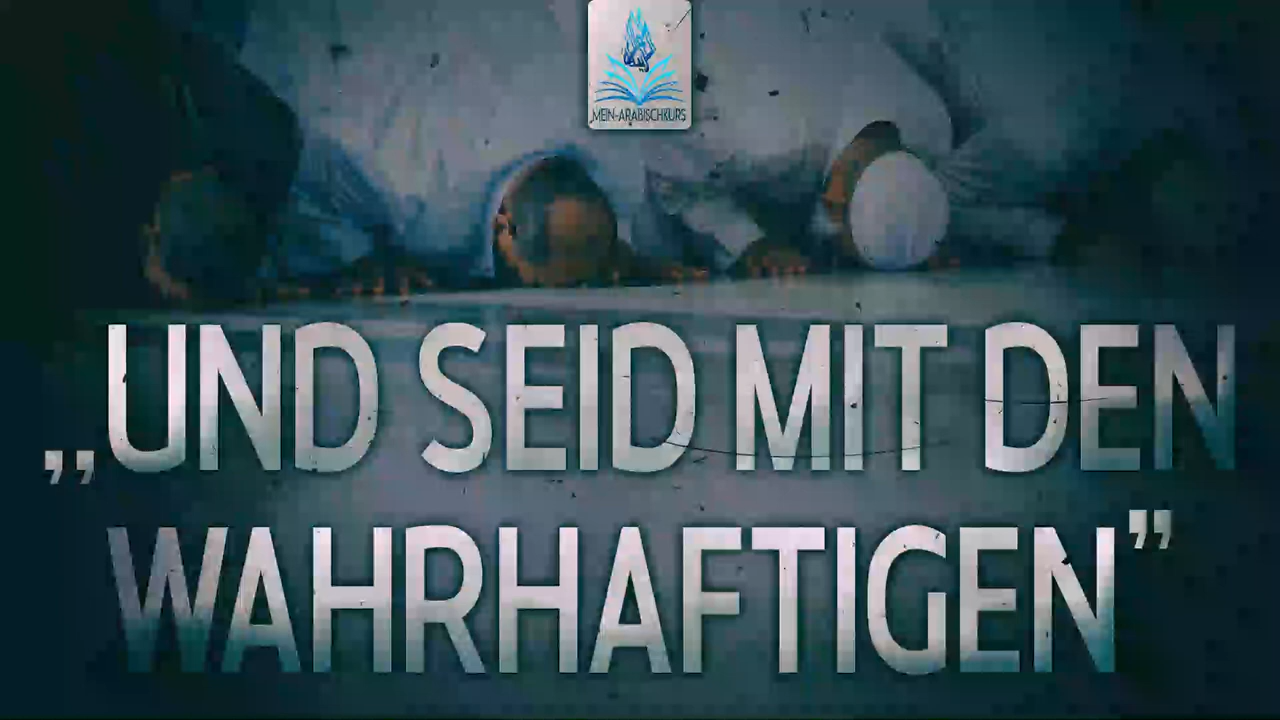 MEIN-ARABISCHKURS
„UND SEID MIT DEN
WAHRHAFTIGEN”